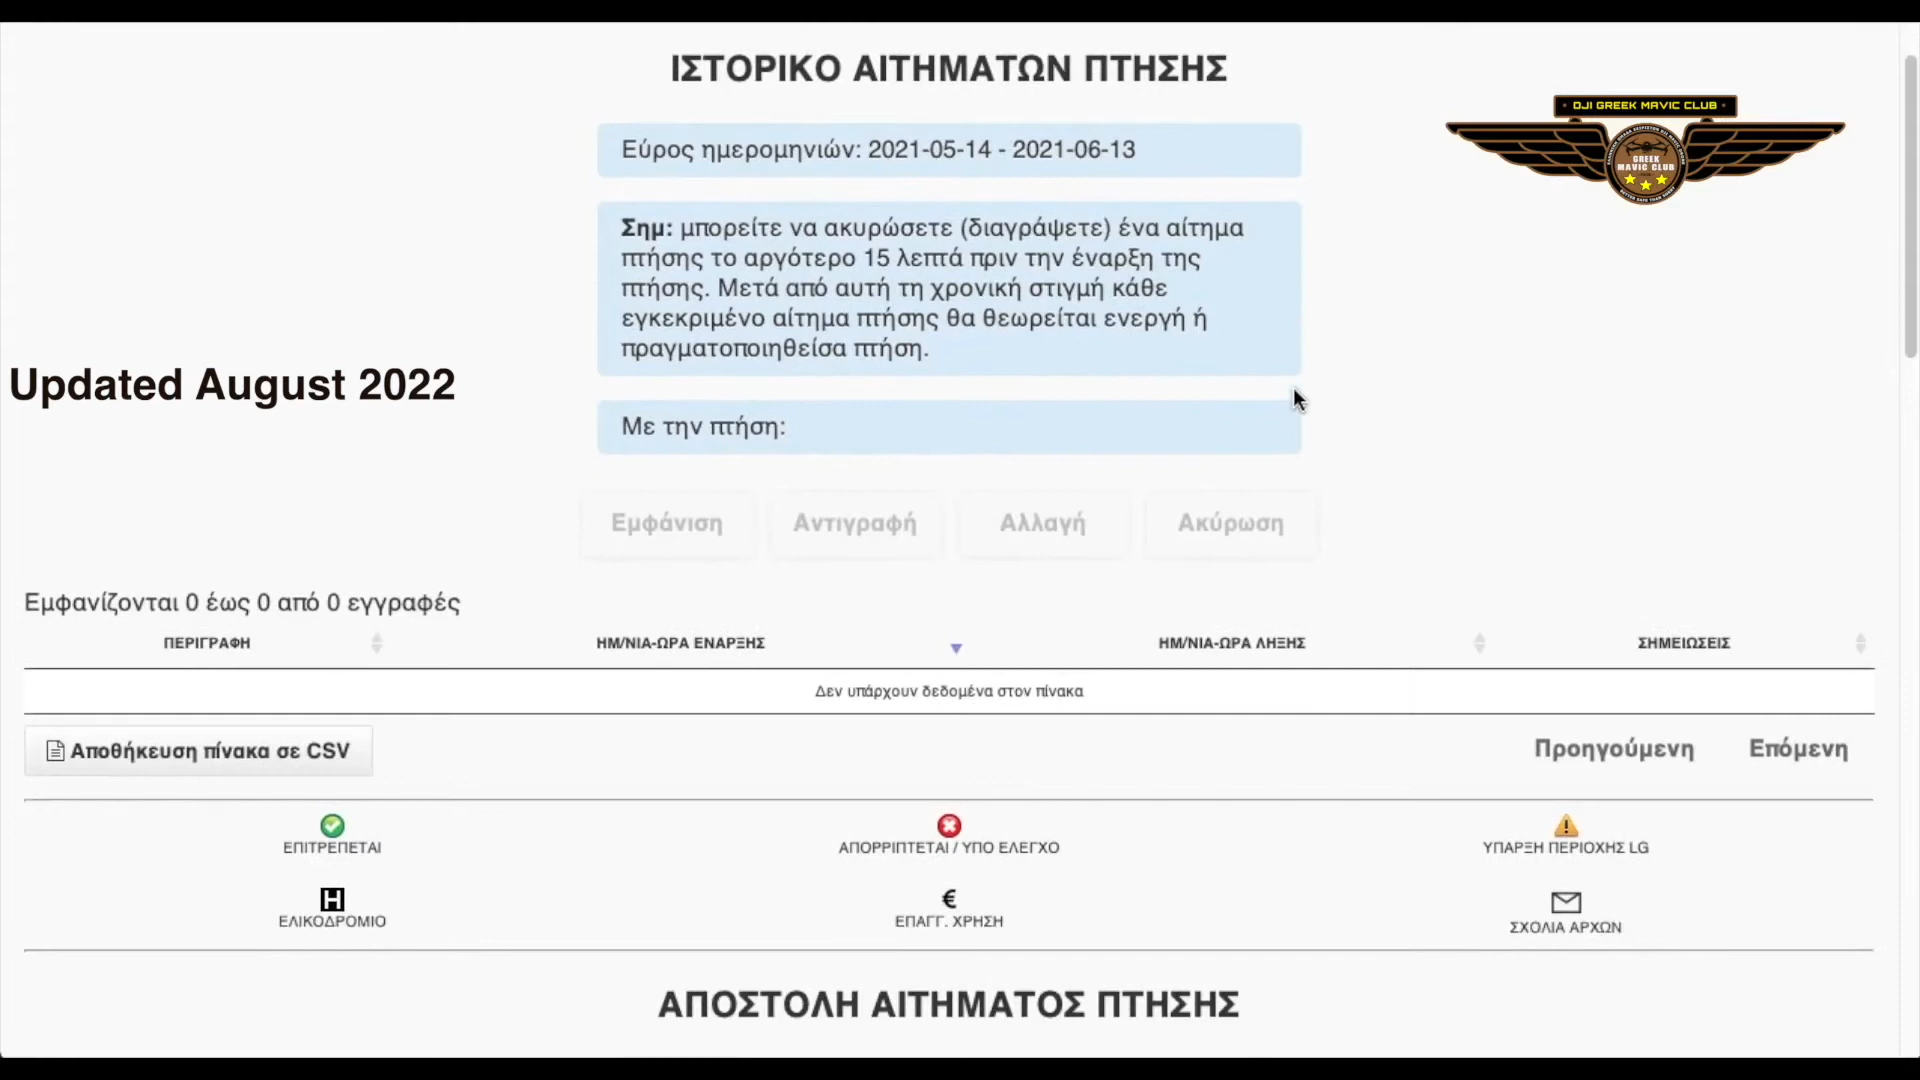 ΙΣΤΟΡΙΚΟ ΑΙΤΗΜΑΤΩΝ ΠΤΗΣΗΣ
DJI GREEK MAVIC CLUB
GREEK
MAVIC CLUB
Εύρος ημερομηνιών: 2021-05-14 - 2021-06-13
Σημ: μπορείτε να ακυρώσετε (διαγράψετε) ένα αίτημα
πτήσης το αργότερο 15 λεπτά πριν την έναρξη της
πτήσης. Μετά από αυτή τη χρονική στιγμή κάθε
εγκεκριμένο αίτημα πτήσης θα θεωρείται ενεργή ή
πραγματοποιηθείσα πτήση.
Updated August 2022
Με την πτήση:
Εμφάνιση Αντιγραφή Αλλαγή Ακύρωση
Εμφανίζονται 0 έως 0 από 0 εγγραφές
ΠΕΡΙΓΡΑΦΗ ΗΜ/ΝΙΑ-ΩΡΑ ΕΝΑΡΞΗΣ ΗΜ/ΝΙΑ-ΩΡΑ ΛΗΞΗΣ ΣΗΜΕΙΩΣΕΙΣ
Δεν υπάρχουν δεδομένα στον πίνακα
Αποθήκευση πίνακα σε CSV Προηγούμενη Επόμενη
ΕΠΙΤΡΕΠΕΤΑΙ ΑΠΟΡΡΙΠΤΕΤΑΙ / ΥΠΟ ΕΛΕΓΧΟ ΥΠΑΡΞΗ ΠΕΡΙΟΧΗΣ LG
H €
ΕΛΙΚΟΔΡΟΜΙΟ ΕΠΑΓΓ. ΧΡΗΣΗ ΣΧΟΛΙΑ ΑΡΧΩΝ
ΑΠΟΣΤΟΛΗ ΑΙΤΗΜΑΤΟΣ ΠΤΗΣΗΣ